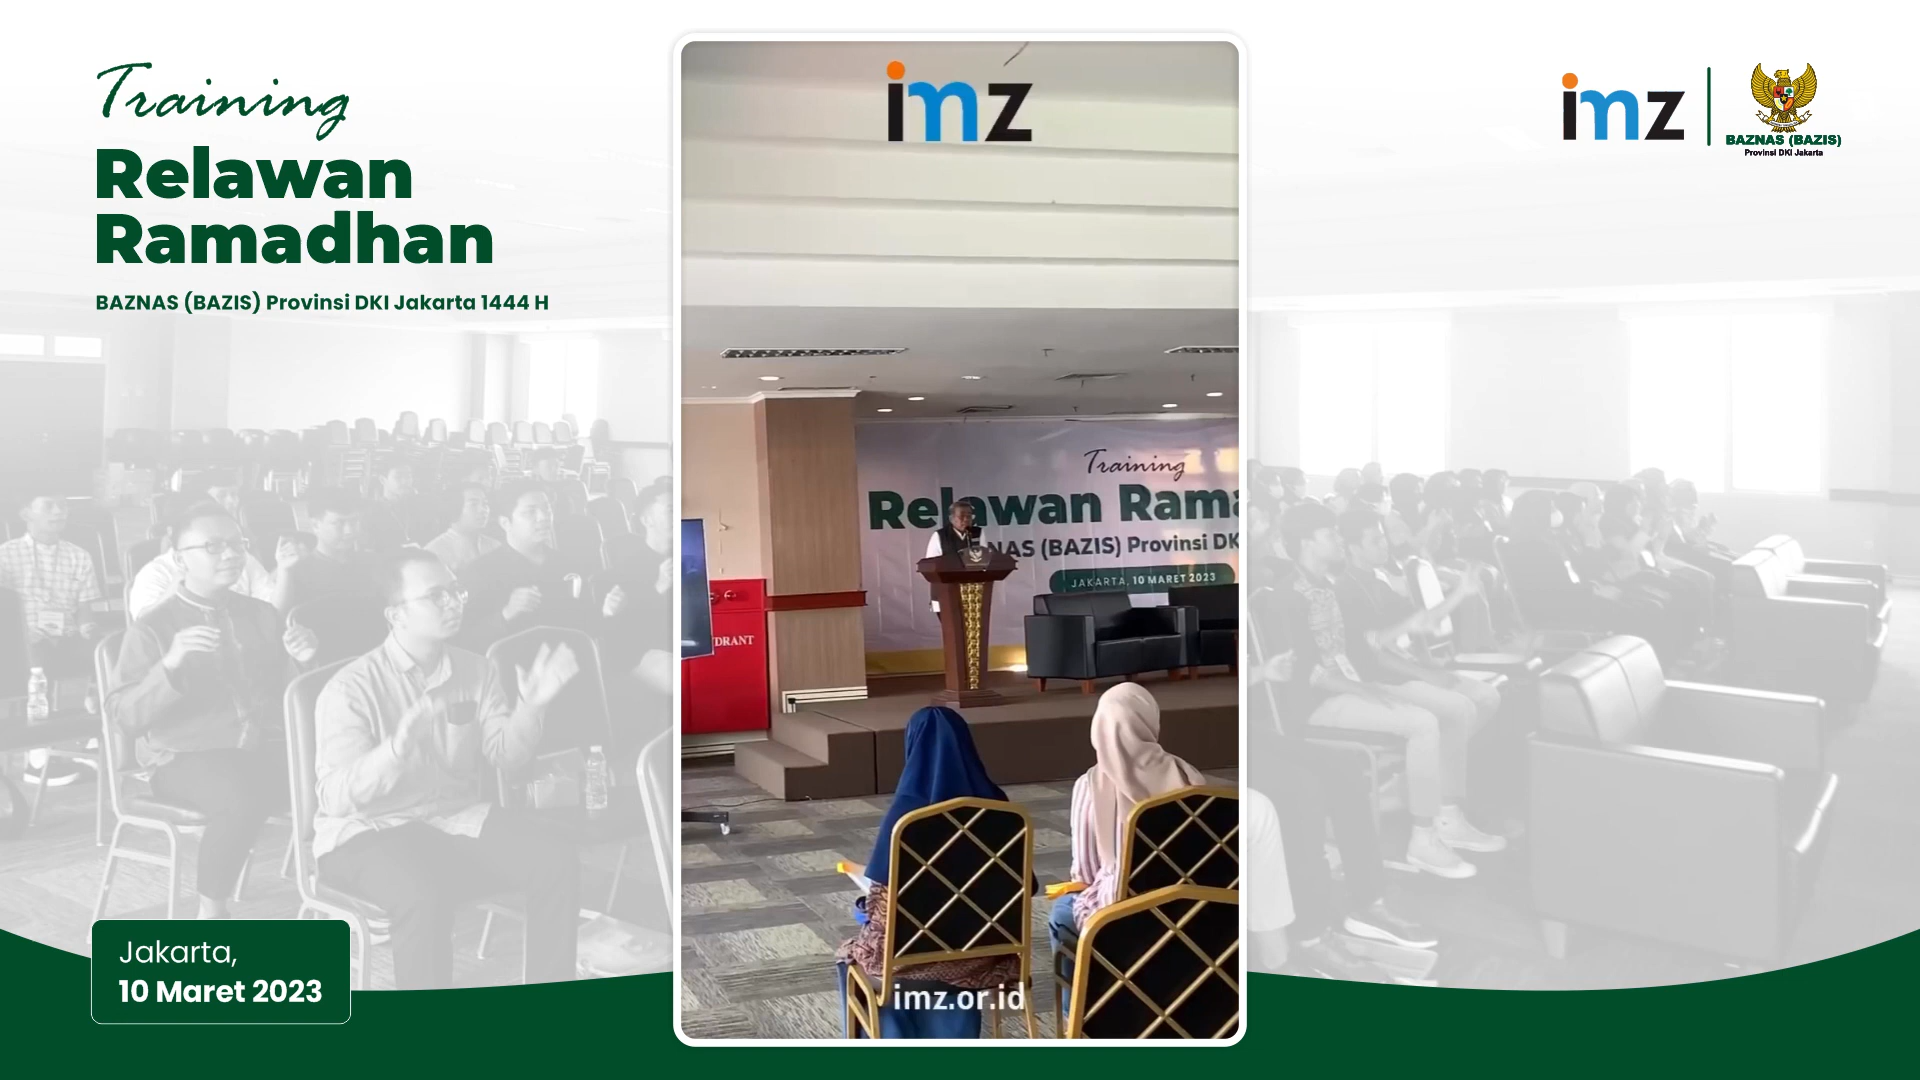 Training
Relawan
Ramadhan
BAZNAS (BAZIS) Provinsi DKI Jakarta 1444 H
imz
BAZNAS (BAZIS)
Provinsi DKI Jakarta
imz
Training
Relawan Rama
NAS (BAZIS) Provinsi DK
JAKARTA, 10 MARET 2023
DRANT
imz.or.id
Jakarta,
10 Maret 2023